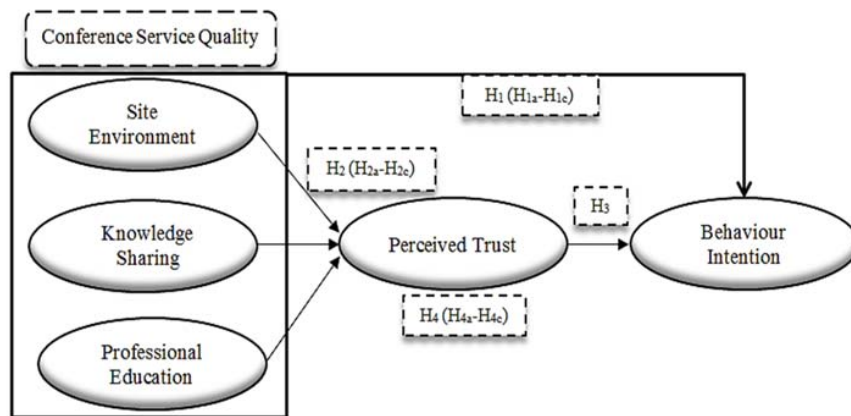 Conference Service Quality
Site
Environment
H₁ (H₁ₐ-H₁c)
H₂ (H₂ₐ-H₂c)
H₃
Knowledge
Sharing
Perceived Trust
Behaviour
Intention
H₄ (H₄ₐ-H₄c)
Professional
Education